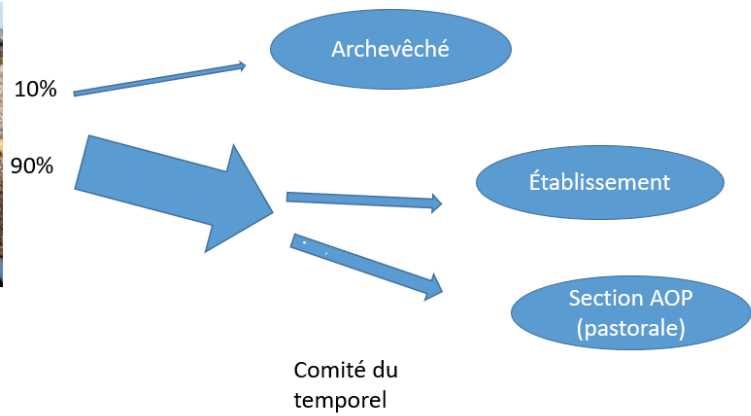 Archevêché
10%
90%
Établissement
Section AOP
(pastorale)
Comité du
temporel